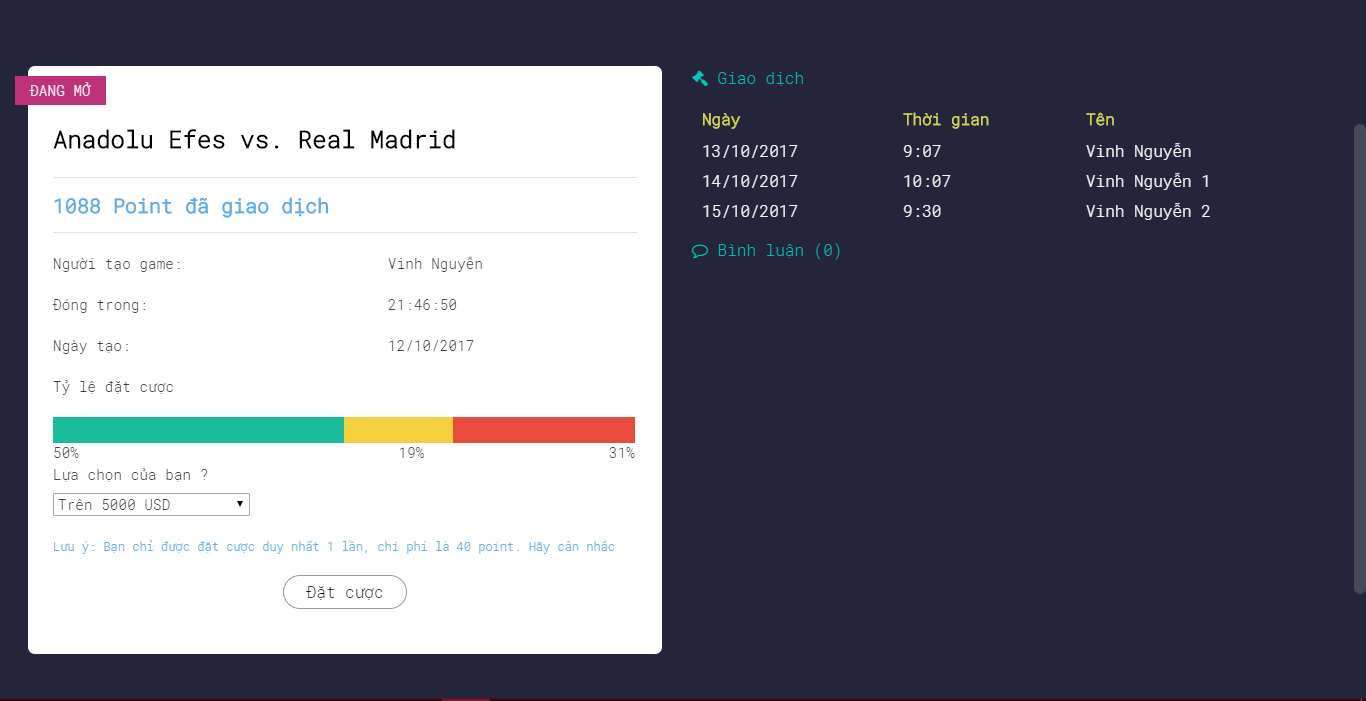 ĐANG MỞ
Anadolu Efes vs. Real Madrid
1088 Point đã giao dịch
Người tạo game: Vinh Nguyễn
Đóng trong: 21:46:50
Ngày tạo: 12/10/2017
Tỷ lệ đặt cược
50% 19% 31%
Lựa chọn của bạn ?
Trên 5000 USD
Lưu ý: Bạn chỉ được đặt cược duy nhất 1 lần, chi phí là 40 point. Hãy cân nhắc
Đặt cược
Giao dịch
Ngày Thời gian Tên
13/10/2017 9:07 Vinh Nguyễn
14/10/2017 10:07 Vinh Nguyễn 1
15/10/2017 9:30 Vinh Nguyễn 2
Bình luận (0)